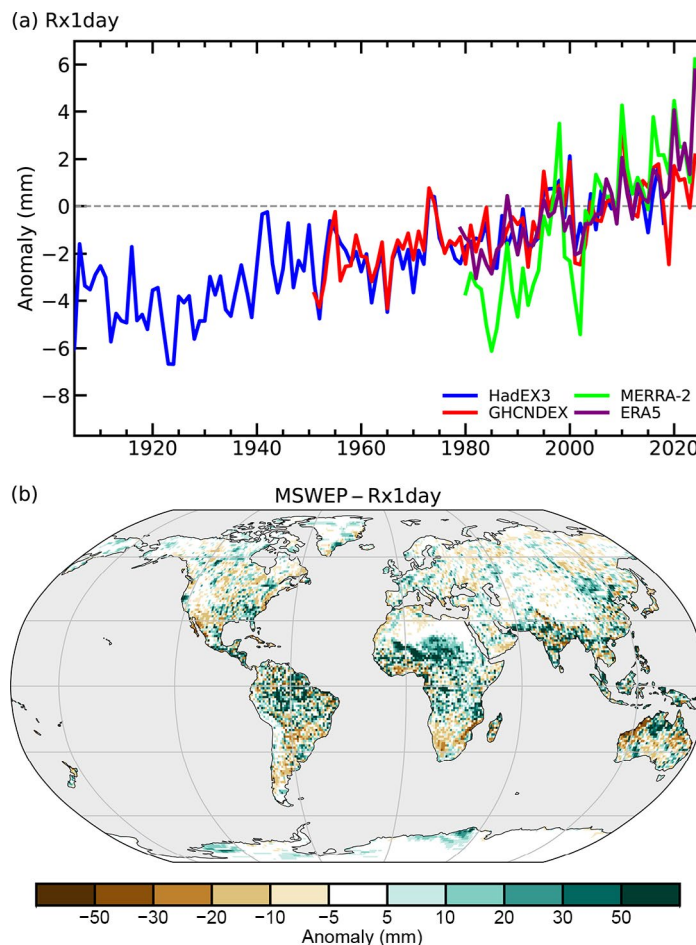 (a) Rx1day
6
4
2
0
−2
−4
−6
−8
Anomaly (mm)
HadEX3
GHCNDEX
MERRA-2
ERA5
1920 1940 1960 1980 2000 2020
(b)
MSWEP – Rx1day
−50 −30 −20 −10 −5 5 10 20 30 50
Anomaly (mm)